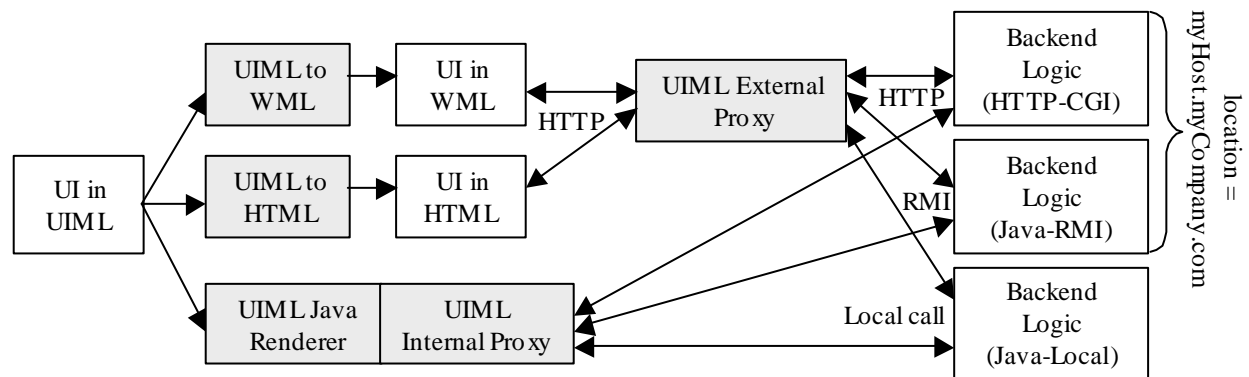 UIML to
WML
UI in
WML
HTTP
UIML External
Proxy
HTTP
Backend
Logic
(HTTP-CGI)
location =
myHost.myCompany.com
UI in
UIML
UIML to
HTML
UI in
HTML
RMI
Backend
Logic
(Java-RMI)
UIML Java
Renderer
UIML
Internal Proxy
Local call
Backend
Logic
(Java-Local)